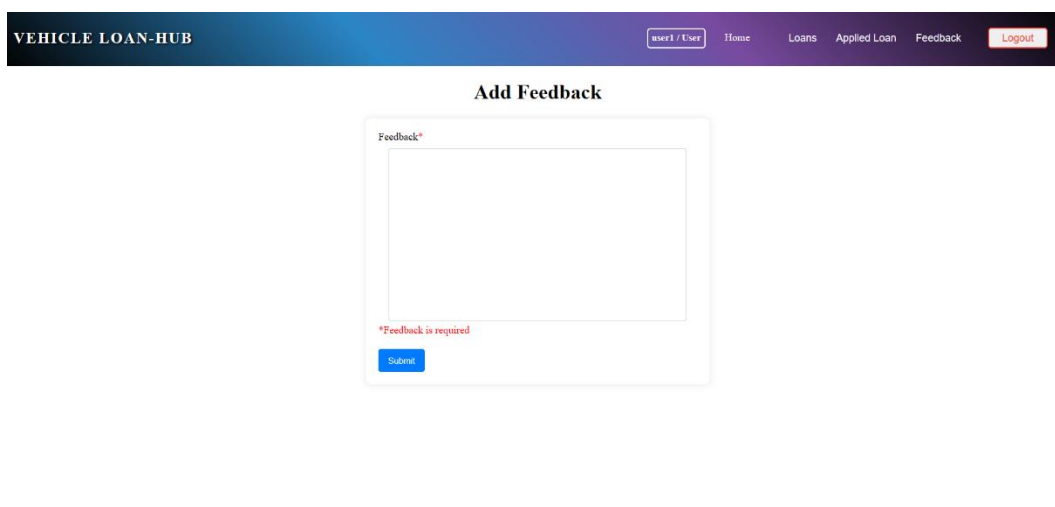 VEHICLE LOAN-HUB
user1 / User Home Loans Applied Loan Feedback Logout
Add Feedback
Feedback*
*Feedback is required
Submit